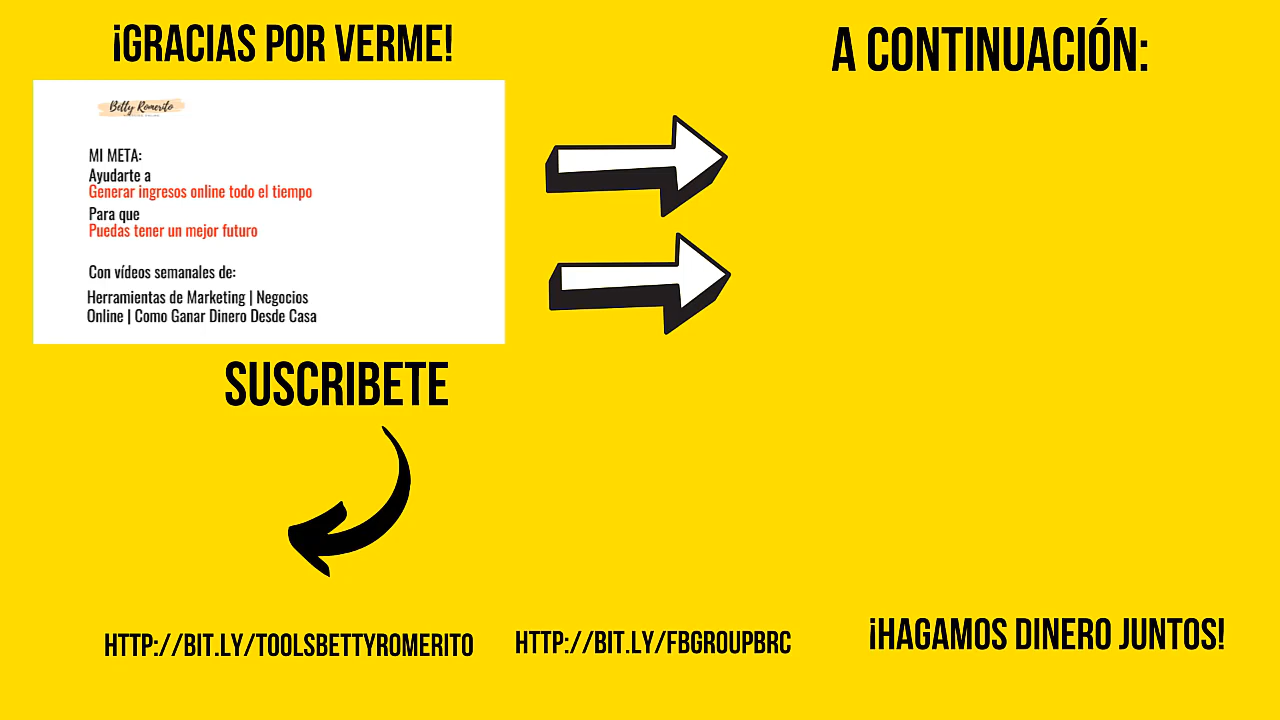 ¡GRACIAS POR VERME!
A CONTINUACIÓN:
Betty Romerito
MI META:
Ayudarte a
Generar ingresos online todo el tiempo
Para que
Puedas tener un mejor futuro
Con vídeos semanales de:
Herramientas de Marketing | Negocios
Online | Como Ganar Dinero Desde Casa
SUSCRIBETE
HTTP://BIT.LY/TOOLSBETTYROMERITO
HTTP://BIT.LY/FBGROUPBRC
¡HAGAMOS DINERO JUNTOS!